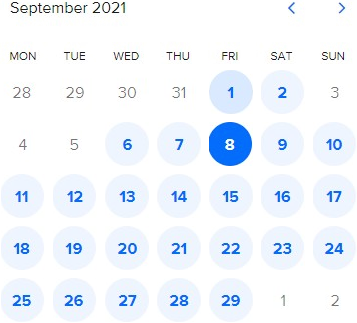 September 2021
MON TUE WED THU FRI SAT SUN
28 29 30 31 1 2 3
4 5 6 7 8 9 10
11 12 13 14 15 16 17
18 19 20 21 22 23 24
25 26 27 28 29 1 2